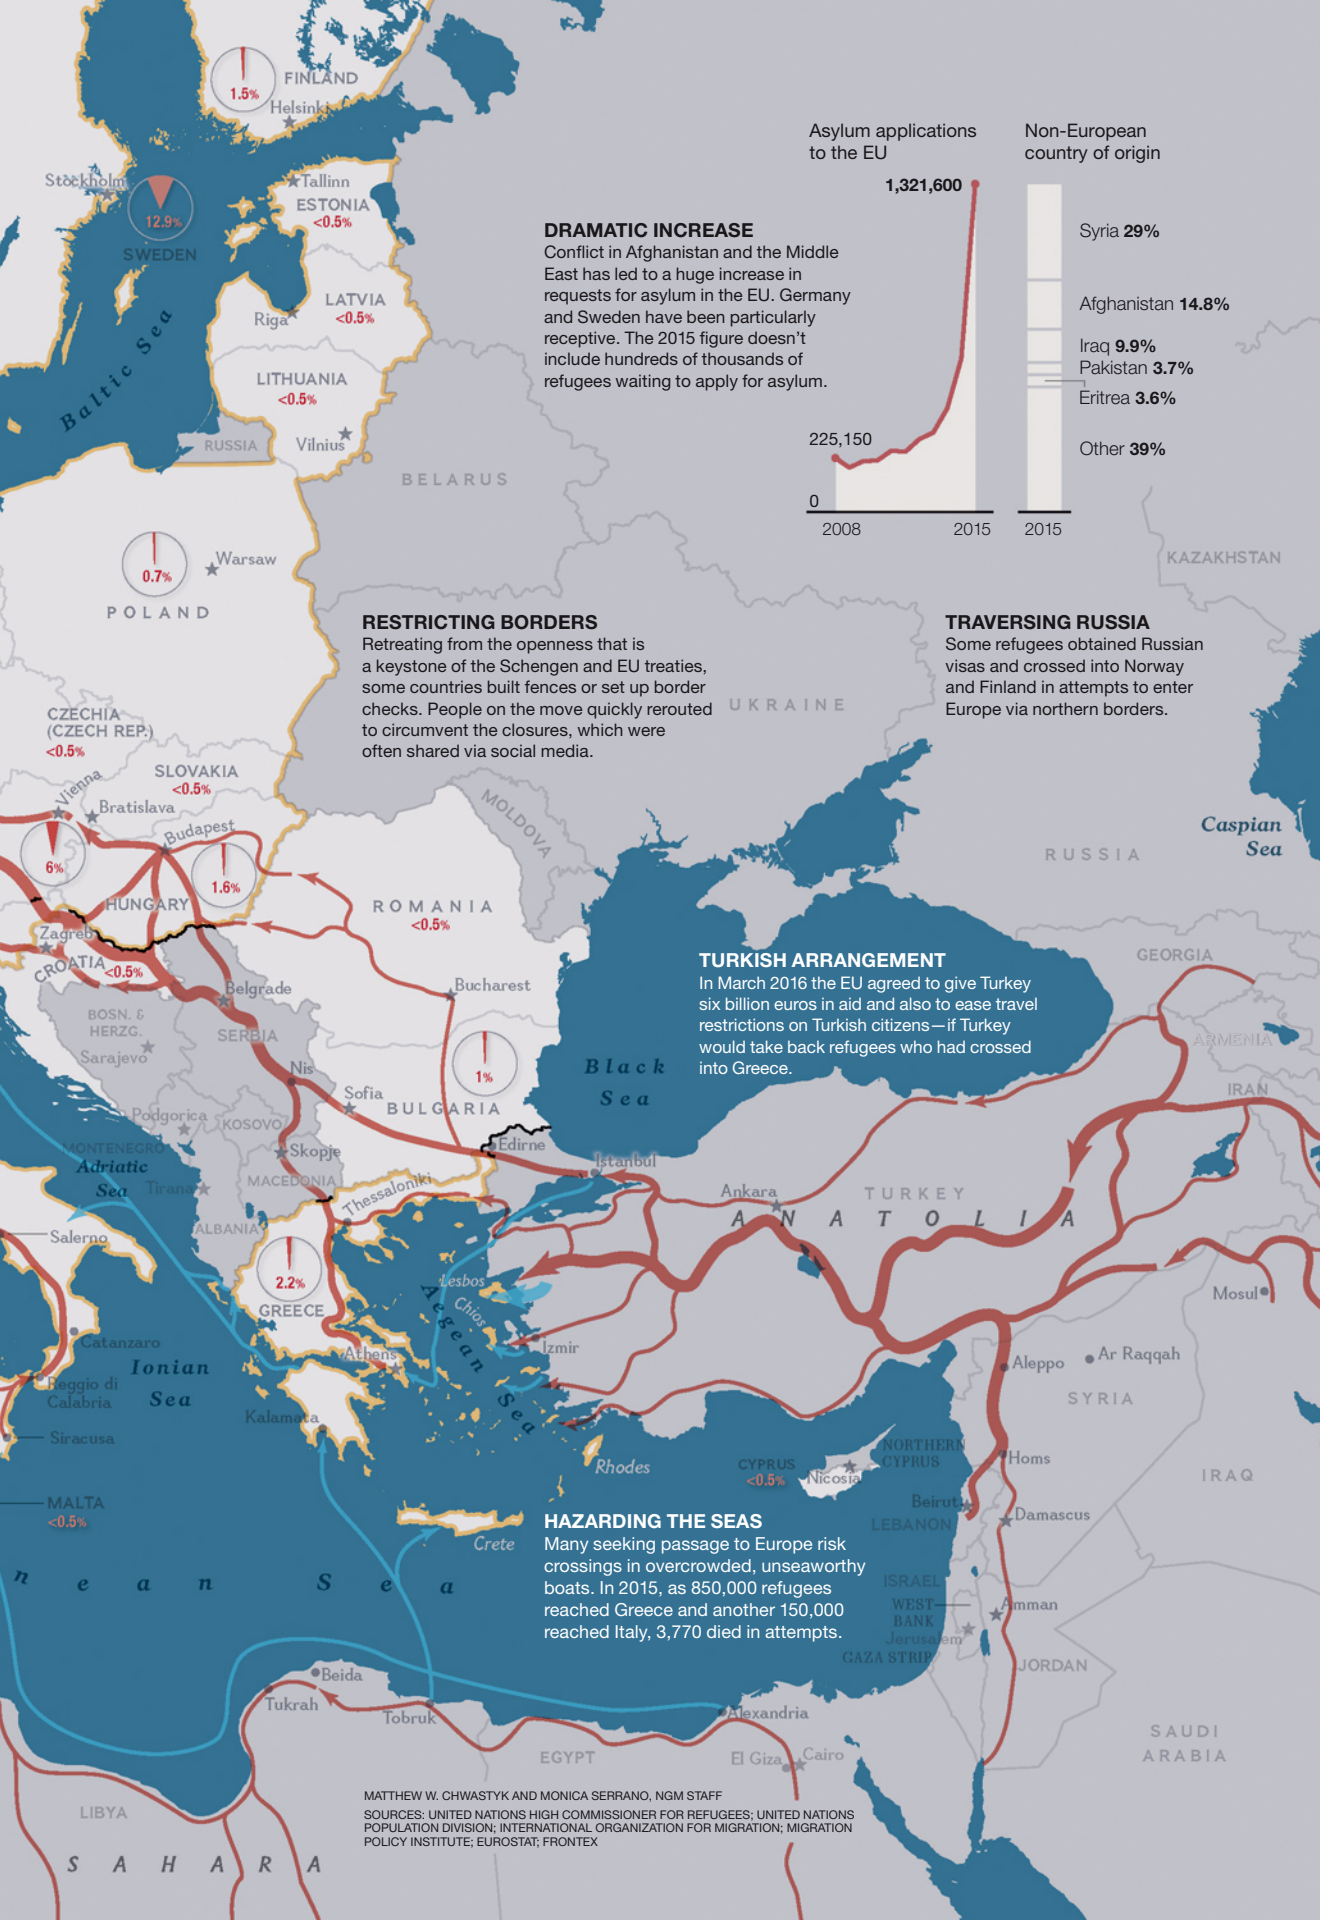 1.5%
FINLAND
Helsinki
Stockholm
12.9%
SWEDEN
Tallinn
ESTONIA
<0.5%
LATVIA
<0.5%
Riga
LITHUANIA
<0.5%
Vilnius
RUSSIA
Baltic Sea
Asylum applications
to the EU
1,321,600
225,150
0
2008
2015
Non-European
country of origin
Syria 29%
Afghanistan 14.8%
Iraq 9.9%
Pakistan 3.7%
Eritrea 3.6%
Other 39%
2015
DRAMATIC INCREASE
Conflict in Afghanistan and the Middle
East has led to a huge increase in
requests for asylum in the EU. Germany
and Sweden have been particularly
receptive. The 2015 figure doesn’t
include hundreds of thousands of
refugees waiting to apply for asylum.
BELARUS
KAZAKHSTAN
0.7%
Warsaw
POLAND
RESTRICTING BORDERS
Retreating from the openness that is
a keystone of the Schengen and EU treaties,
some countries built fences or set up border
checks. People on the move quickly rerouted
to circumvent the closures, which were
often shared via social media.
UKRAINE
TRAVERSING RUSSIA
Some refugees obtained Russian
visas and crossed into Norway
and Finland in attempts to enter
Europe via northern borders.
CZECHIA
(CZECH REP.)
<0.5%
SLOVAKIA
<0.5%
Vienna
Bratislava
Budapest
6%
1.6%
HUNGARY
MOLDOVA
Caspian
Sea
RUSSIA
ROMANIA
<0.5%
Zagreb
CROATIA
<0.5%
Belgrade
Bucharest
BOSN. &
HERZG.
Sarajevo
SERBIA
Nis
TURKISH ARRANGEMENT
In March 2016 the EU agreed to give Turkey
six billion euros in aid and also to ease travel
restrictions on Turkish citizens—if Turkey
would take back refugees who had crossed
into Greece.
GEORGIA
ARMENIA
IRAN
Black
Sea
1%
Sofia
BULGARIA
Podgorica
KOSOVO
MONTENEGRO
Skopje
Edirne
Istanbul
Adriatic
Sea
Tirana
MACEDONIA
Thessaloniki
ALBANIA
Ankara
TURKEY
ANATOLIA
Salerno
2.2%
GREECE
Lesbos
Chios
Aegean Sea
Izmir
Mosul
Catanzaro
Ionian
Sea
Athens
Aleppo
Ar Raqqah
SYRIA
Reggio di
Calabria
Kalamata
Siracusa
Rhodes
CYPRUS
<0.5%
NORTHERN
CYPRUS
Nicosia
Homs
IRAQ
MALTA
<0.5%
Crete
Beirut
LEBANON
Damascus
HAZARDING THE SEAS
Many seeking passage to Europe risk
crossings in overcrowded, unseaworthy
boats. In 2015, as 850,000 refugees
reached Greece and another 150,000
reached Italy, 3,770 died in attempts.
nean Sea
ISRAEL
WEST
BANK
Jerusalem
GAZA STRIP
Amman
JORDAN
SAUDI
ARABIA
Beida
Tukrah
Tobruk
Alexandria
EGYPT
El Giza
Cairo
LIBYA
SAHARA
MATTHEW W. CHWASTYK AND MONICA SERRANO, NGM STAFF
SOURCES: UNITED NATIONS HIGH COMMISSIONER FOR REFUGEES; UNITED NATIONS
POPULATION DIVISION; INTERNATIONAL ORGANIZATION FOR MIGRATION; MIGRATION
POLICY INSTITUTE; EUROSTAT; FRONTEX